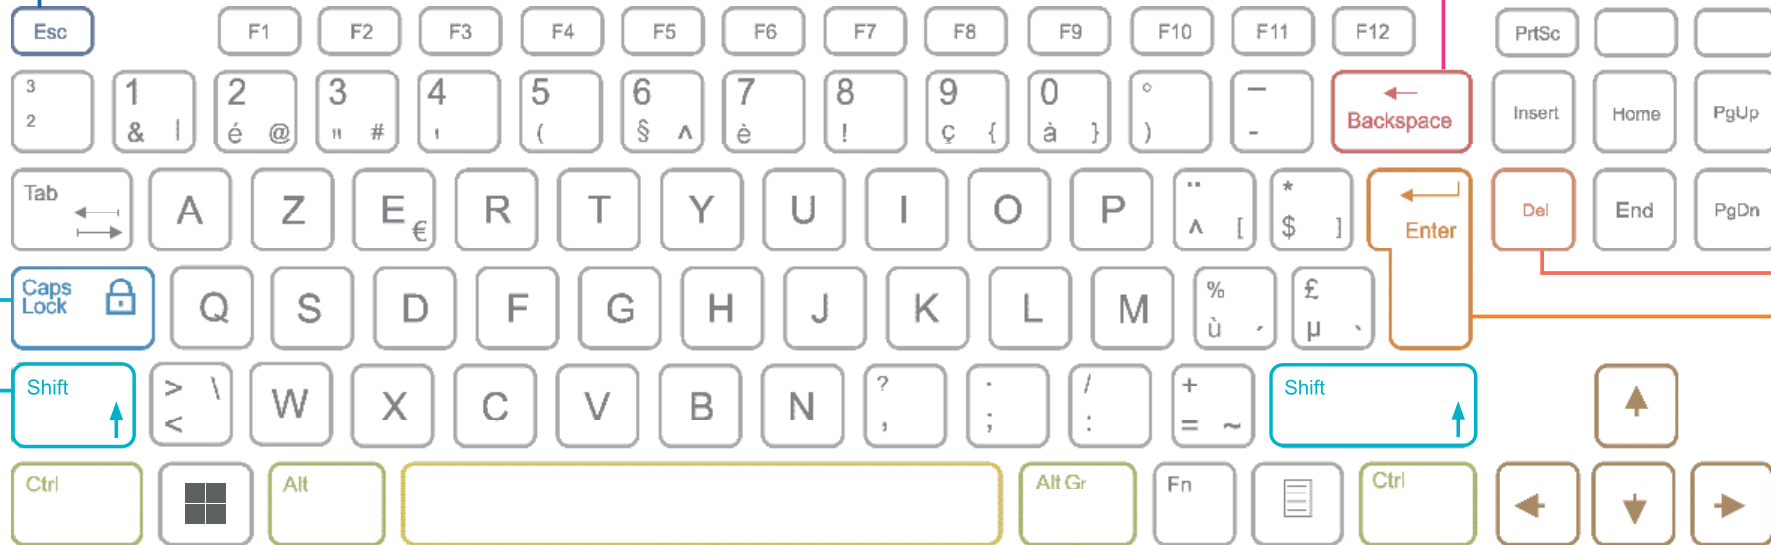 Esc F1 F2 F3 F4 F5 F6 F7 F8 F9 F10 F11 F12 PrtSc
3 1 2 3 4 5 6 7 8 9 0 ° _ ← Backspace Insert Home PgUp
2 & | é @ " # ' ( § ^ è ! ç { à } ) -
Tab A Z E € R T Y U I O P ¨ ^ [ * $ ] Enter Del End PgDn
Caps Lock Q S D F G H J K L M % ù ´ £ µ `
Shift > \ < W X C V B N ? , . ; / : + = ~ Shift
Ctrl Alt Alt Gr Fn Ctrl